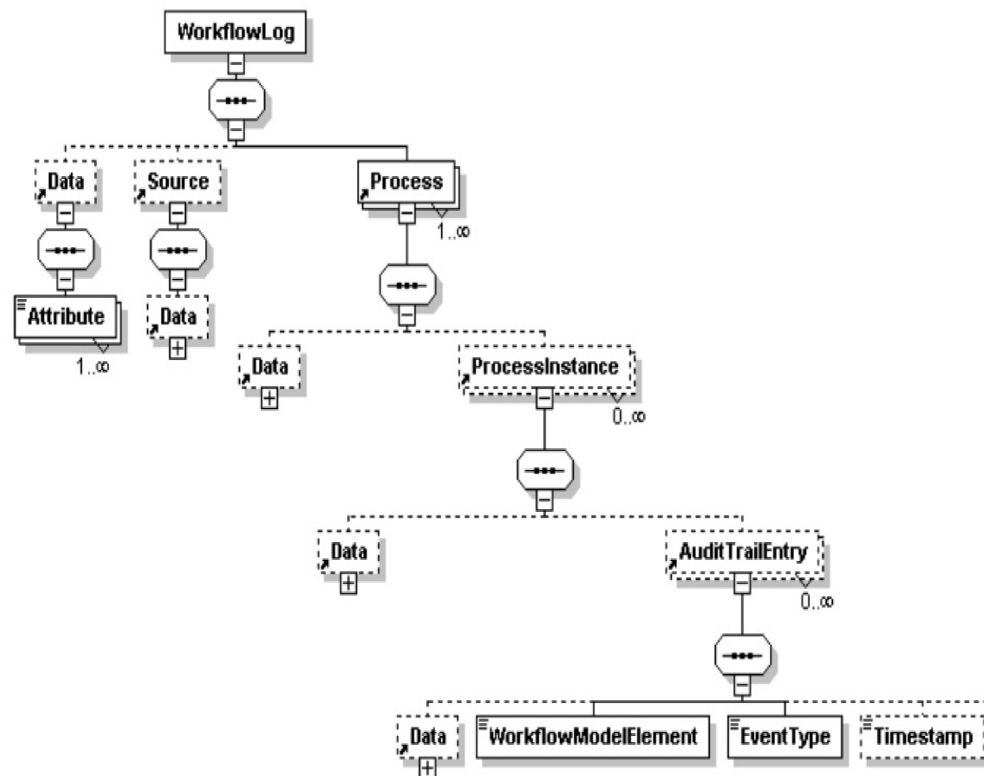 WorkflowLog
Data
Source
Process
1..∞
Attribute
Data
1..∞
Data
ProcessInstance
0..∞
Data
AuditTrailEntry
0..∞
Data
WorkflowModelElement
EventType
Timestamp